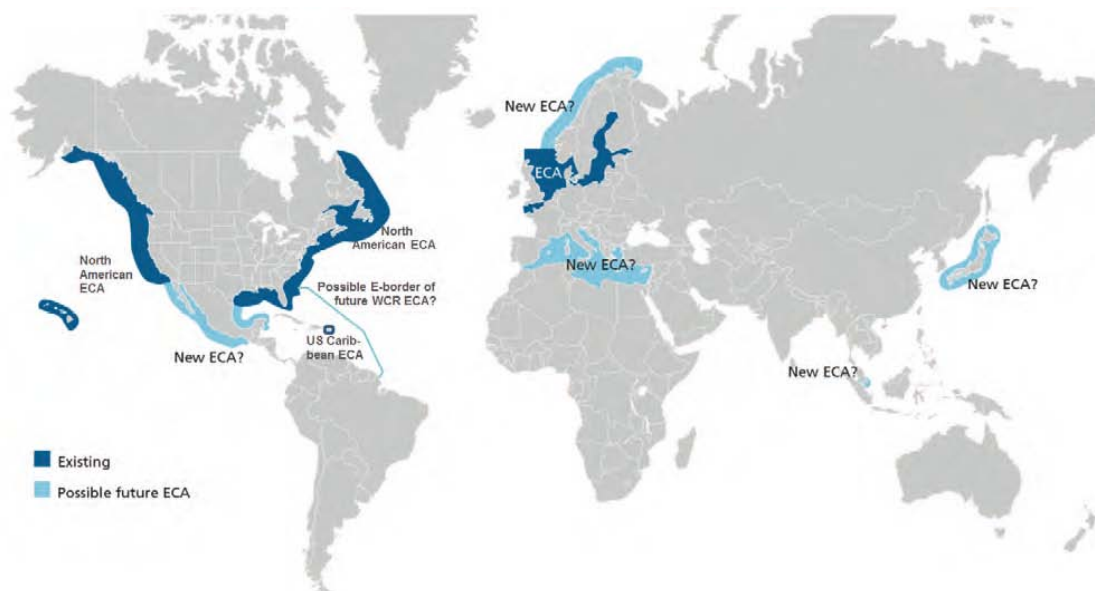 New ECA?
ECA
North
American ECA
North
American
ECA
New ECA?
Possible E-border of
future WCR ECA?
New ECA?
US Carib-
bean ECA
New ECA?
New ECA?
Existing
Possible future ECA